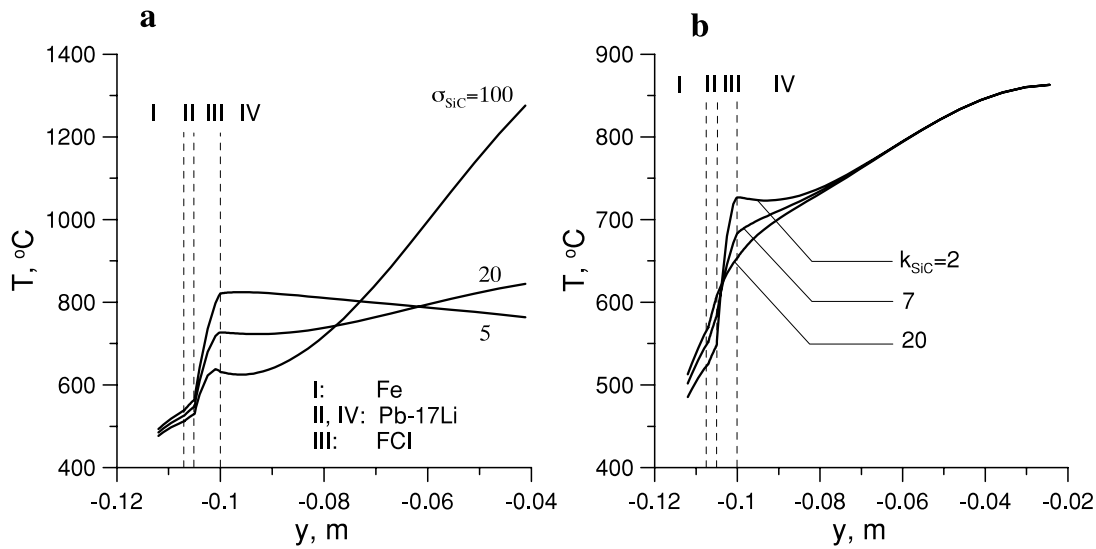 a
1400
1200
1000
800
600
400
T, °C
I II III IV
σSiC=100
20
5
I: Fe
II, IV: Pb-17Li
III: FCI
-0.12 -0.1 -0.08 -0.06 -0.04
y, m
b
900
800
700
600
500
400
T, °C
I II III IV
kSiC=2
7
20
-0.12 -0.1 -0.08 -0.06 -0.04 -0.02
y, m